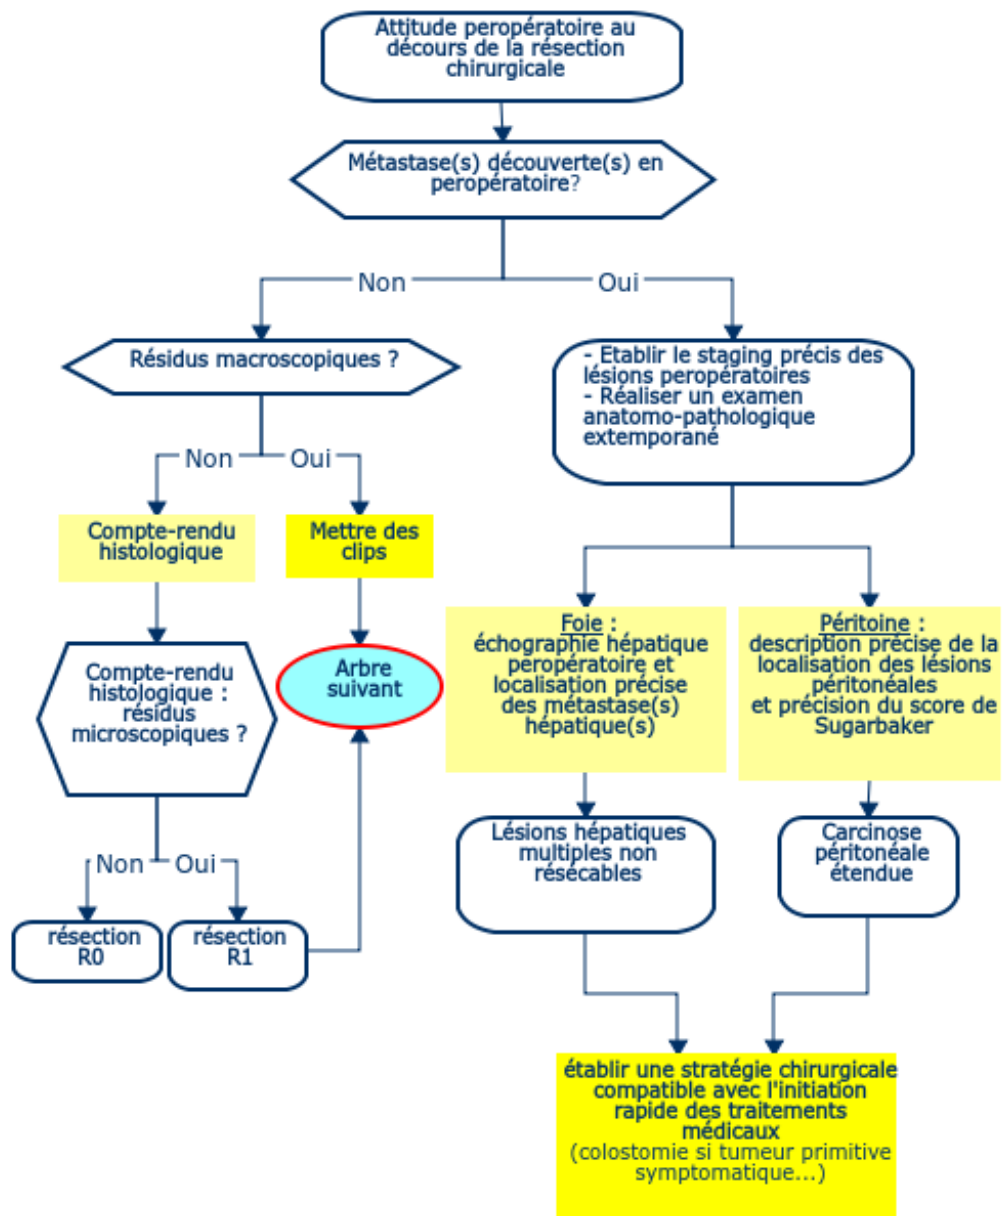 Attitude peropératoire au
décours de la résection
chirurgicale
Métastase(s) découverte(s) en
peropératoire?
Non
Oui
Résidus macroscopiques ?
- Etablir le staging précis des
lésions peropératoires
- Réaliser un examen
anatomo-pathologique
extemporané
Non
Oui
Compte-rendu
histologique
Mettre des
clips
Foie :
échographie hépatique
peropératoire et
localisation précise
des métastase(s)
hépatique(s)
Péritoine :
description précise de la
localisation des lésions
péritonéales
et précision du score de
Sugarbaker
Compte-rendu
histologique :
résidus
microscopiques ?
Arbre
suivant
Lésions hépatiques
multiples non
résécables
Carcinose
péritonéale
étendue
Non
Oui
résection
R0
résection
R1
établir une stratégie chirurgicale
compatible avec l'initiation
rapide des traitements
médicaux
(colostomie si tumeur primitive
symptomatique...)